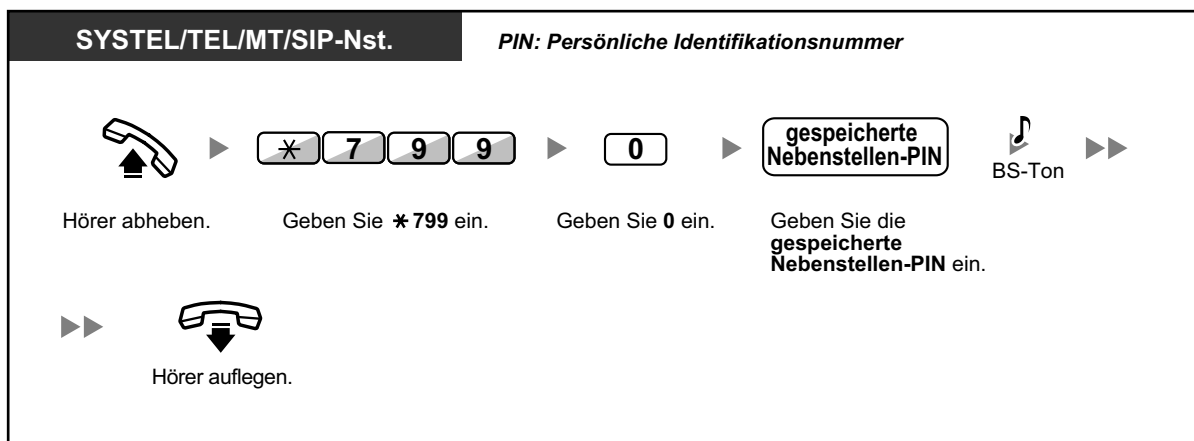 SYSTEL/TEL/MT/SIP-Nst.
PIN: Persönliche Identifikationsnummer
* 7 9 9
0
gespeicherte
Nebenstellen-PIN
BS-Ton
Hörer abheben.
Geben Sie *799 ein.
Geben Sie 0 ein.
Geben Sie die
gespeicherte
Nebenstellen-PIN ein.
Hörer auflegen.